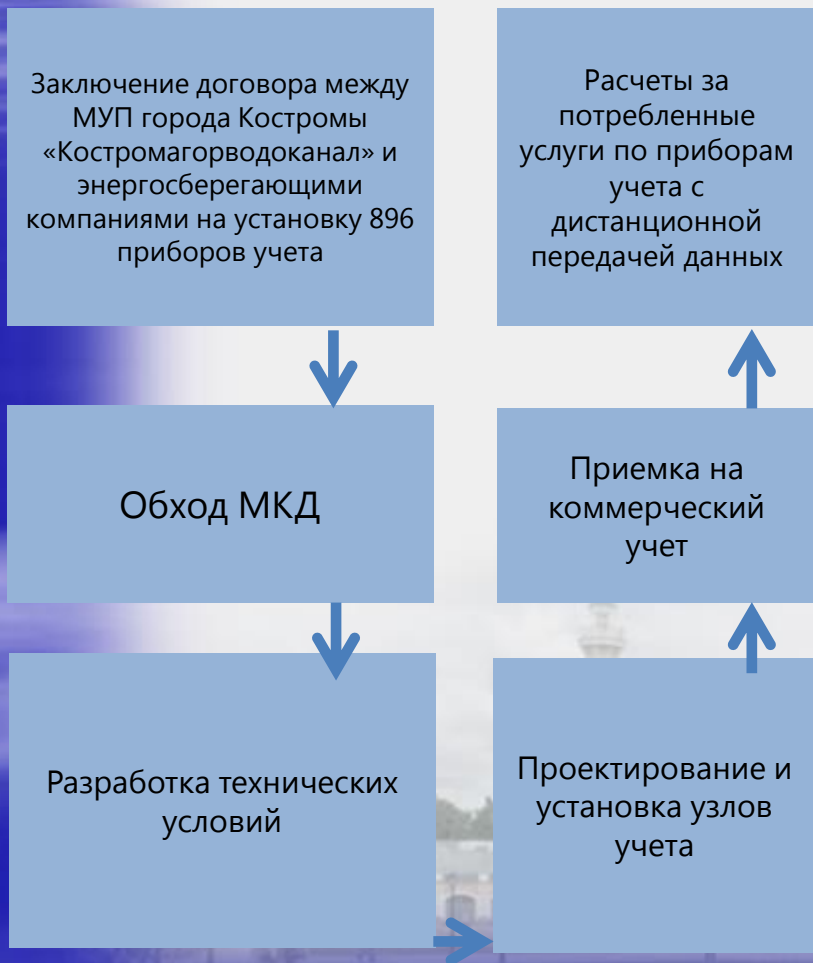 Заключение договора между
МУП города Костромы
«Костромагорводоканал» и
энергосберегающими
компаниями на установку 896
приборов учета
Обход МКД
Разработка технических
условий
Проектирование и
установка узлов
учета
Приемка на
коммерческий
учет
Расчеты за
потребленные
услуги по приборам
учета с
дистанционной
передачей данных